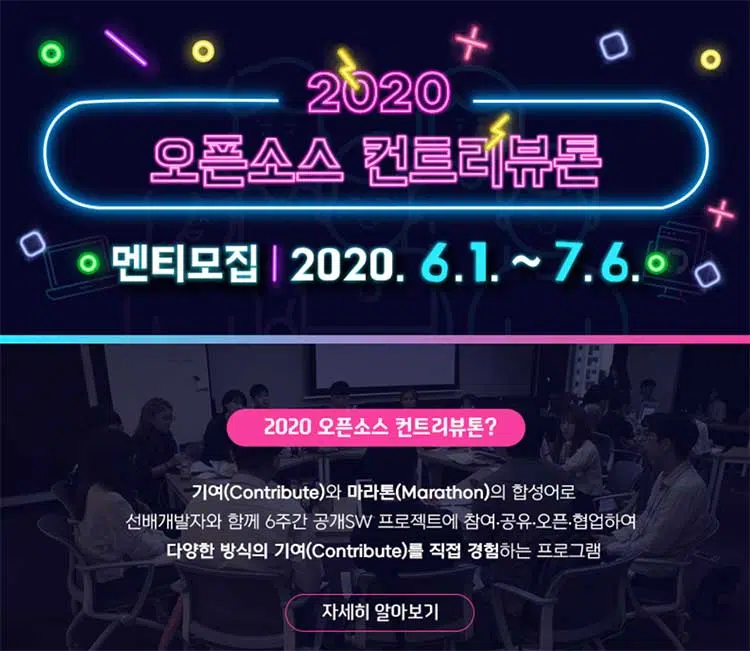 2020
오픈소스 컨트리뷰톤
멘티모집 | 2020. 6.1. ~ 7.6.
2020 오픈소스 컨트리뷰톤?
기여(Contribute)와 마라톤(Marathon)의 합성어로
선배개발자와 함께 6주간 공개SW 프로젝트에 참여·공유·오픈·협업하여
다양한 방식의 기여(Contribute)를 직접 경험하는 프로그램
자세히 알아보기